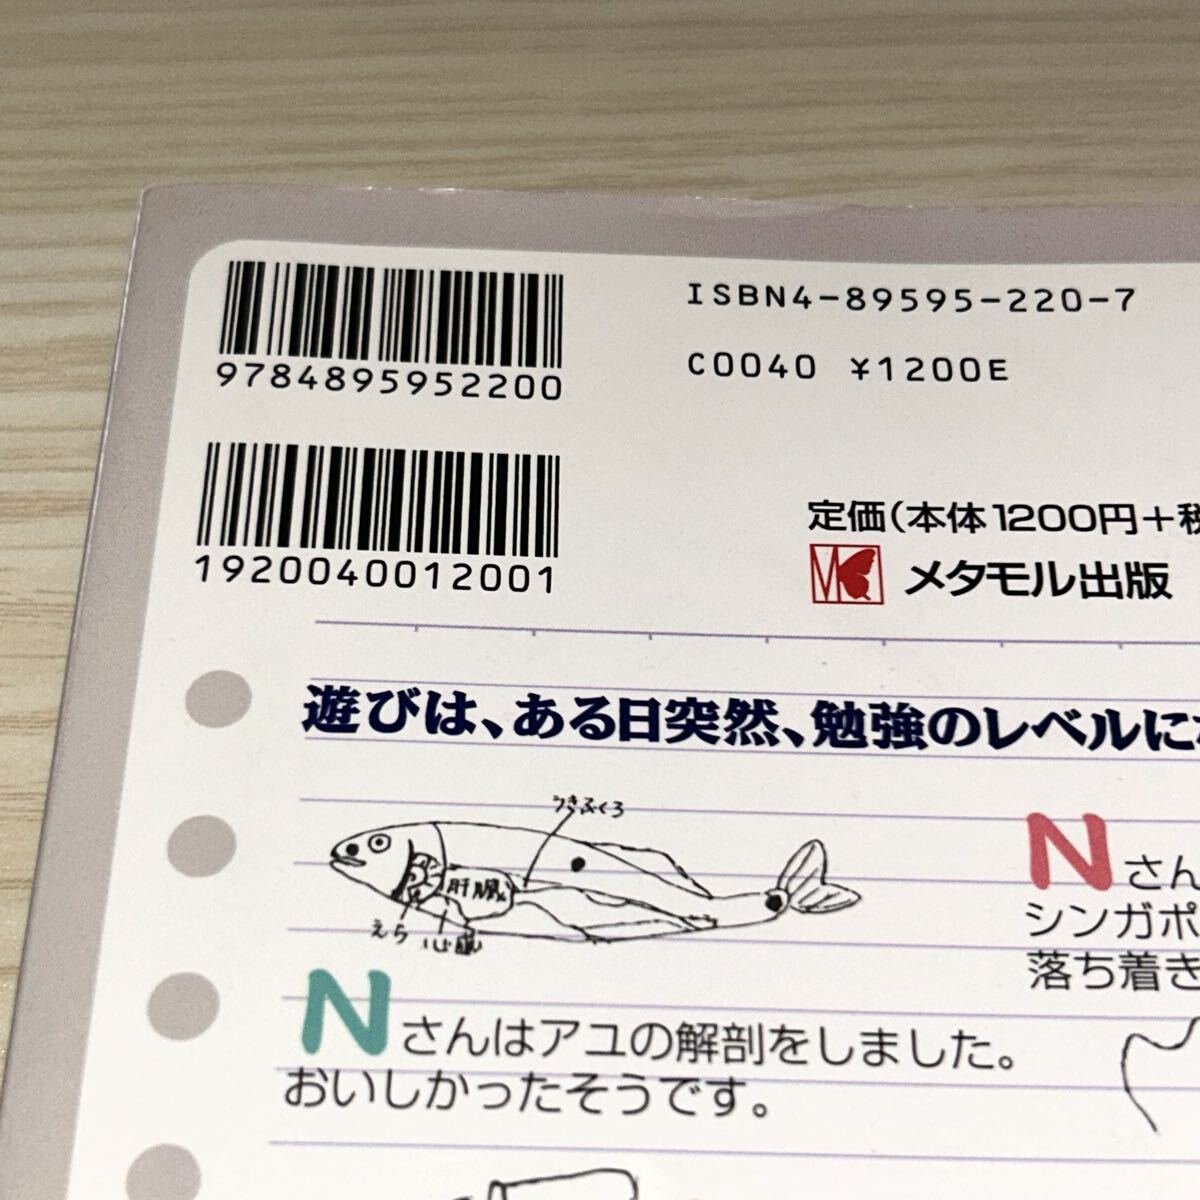 9784895952200
ISBN4-89595-220-7
C0040 ¥1200E
1920040012001
定価(本体1200円+税
メタモル出版
遊びは、ある日突然、勉強のレベルに
うきぶくろ
肝臓
えら
心臓
Nさん
シンガポ
落ち着き
Nさんはアユの解剖をしました。
おいしかったそうです。